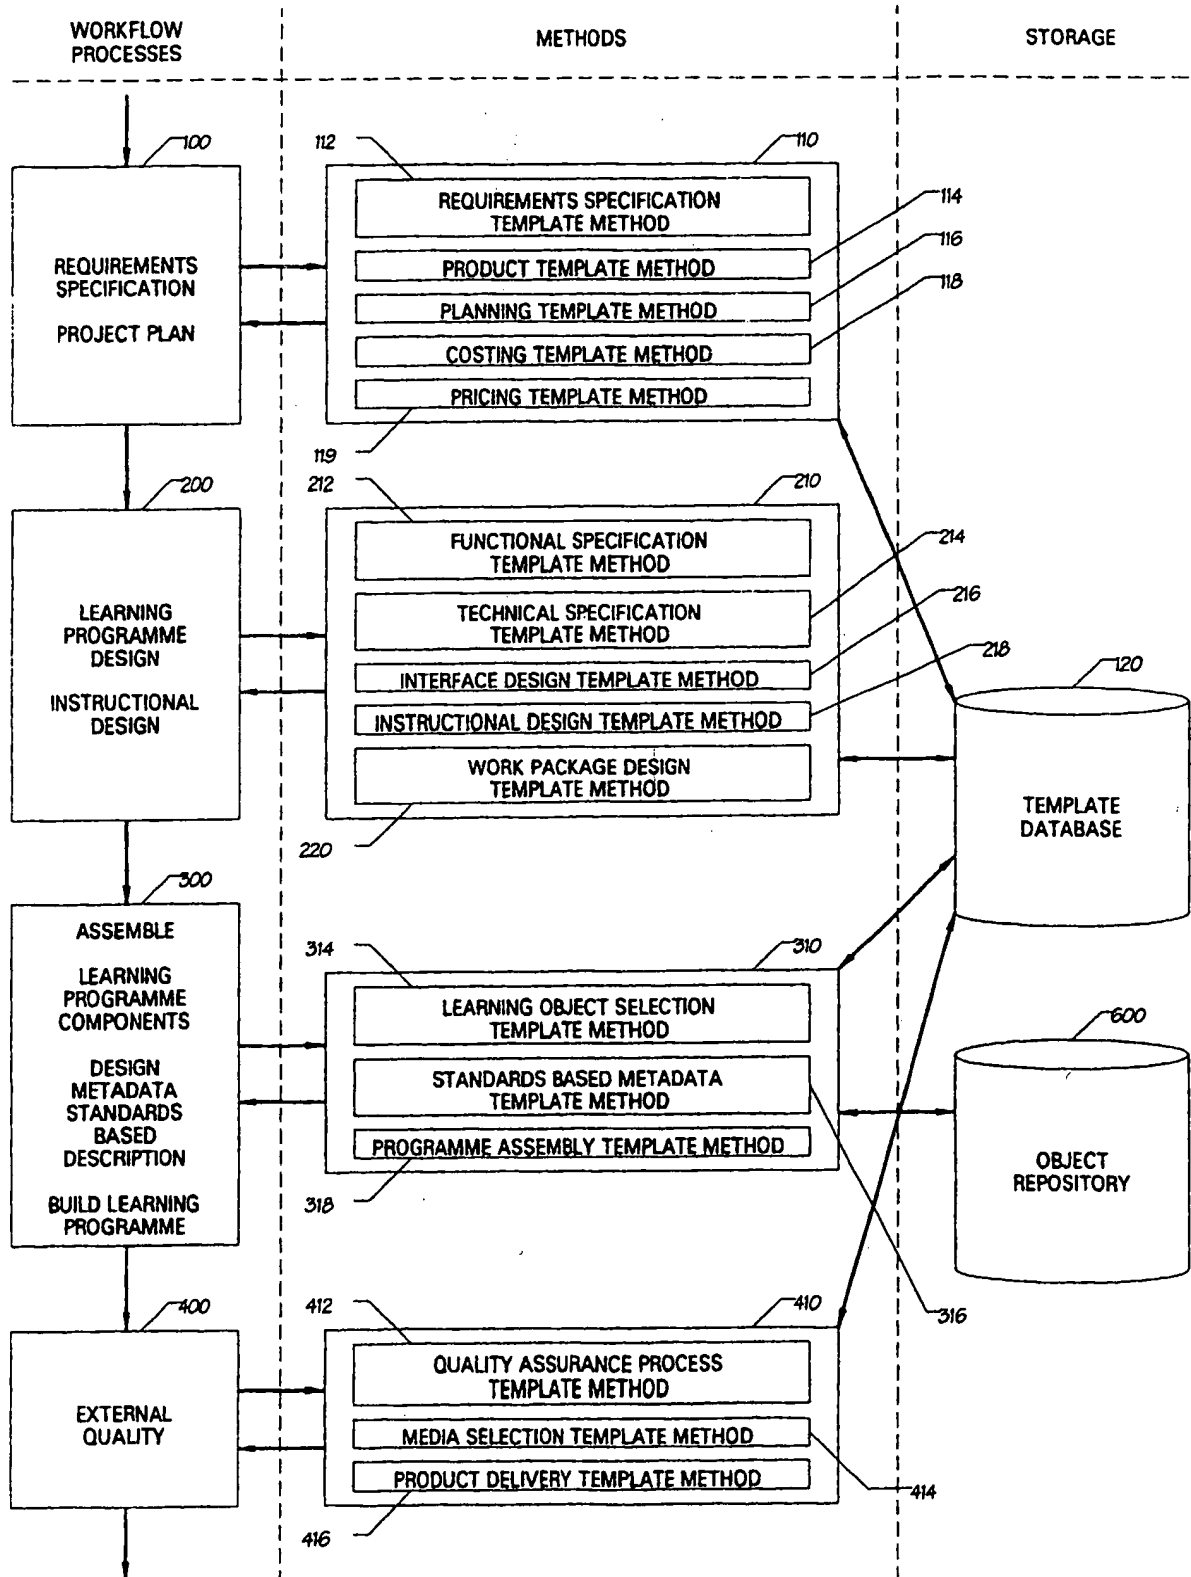 WORKFLOW
PROCESSES
METHODS
STORAGE
100
112
110
REQUIREMENTS
SPECIFICATION
PROJECT PLAN
REQUIREMENTS SPECIFICATION
TEMPLATE METHOD
PRODUCT TEMPLATE METHOD
PLANNING TEMPLATE METHOD
COSTING TEMPLATE METHOD
PRICING TEMPLATE METHOD
114
116
118
119
200
212
210
LEARNING
PROGRAMME
DESIGN
INSTRUCTIONAL
DESIGN
FUNCTIONAL SPECIFICATION
TEMPLATE METHOD
TECHNICAL SPECIFICATION
TEMPLATE METHOD
INTERFACE DESIGN TEMPLATE METHOD
INSTRUCTIONAL DESIGN TEMPLATE METHOD
WORK PACKAGE DESIGN
TEMPLATE METHOD
214
216
218
220
120
TEMPLATE
DATABASE
300
314
310
ASSEMBLE
LEARNING
PROGRAMME
COMPONENTS
DESIGN
METADATA
STANDARDS
BASED
DESCRIPTION
BUILD LEARNING
PROGRAMME
LEARNING OBJECT SELECTION
TEMPLATE METHOD
STANDARDS BASED METADATA
TEMPLATE METHOD
PROGRAMME ASSEMBLY TEMPLATE METHOD
318
316
600
OBJECT
REPOSITORY
400
412
410
EXTERNAL
QUALITY
QUALITY ASSURANCE PROCESS
TEMPLATE METHOD
MEDIA SELECTION TEMPLATE METHOD
PRODUCT DELIVERY TEMPLATE METHOD
414
416